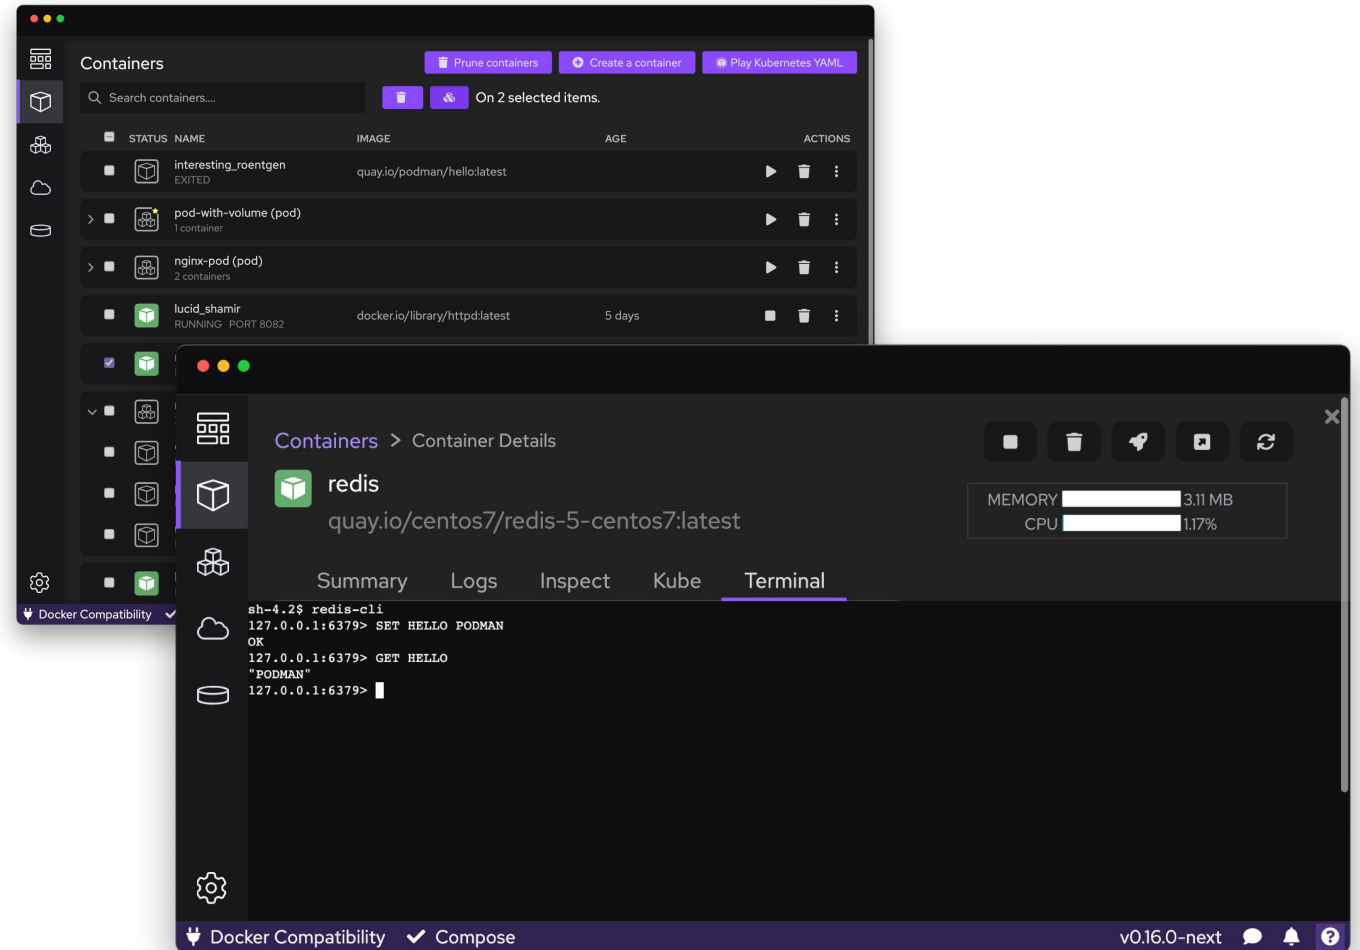 Containers
Prune containers
Create a container
Play Kubernetes YAML
Search containers....
On 2 selected items.
STATUS NAME IMAGE AGE ACTIONS
interesting_roentgen
EXITED
quay.io/podman/hello:latest
pod-with-volume (pod)
1 container
nginx-pod (pod)
2 containers
lucid_shamir
RUNNING PORT 8082
docker.io/library/httpd:latest
5 days
Docker Compatibility
Containers > Container Details
redis
quay.io/centos7/redis-5-centos7:latest
MEMORY 3.11 MB
CPU 1.17%
Summary Logs Inspect Kube Terminal
sh-4.2$ redis-cli
127.0.0.1:6379> SET HELLO PODMAN
OK
127.0.0.1:6379> GET HELLO
"PODMAN"
127.0.0.1:6379>
Docker Compatibility Compose v0.16.0-next